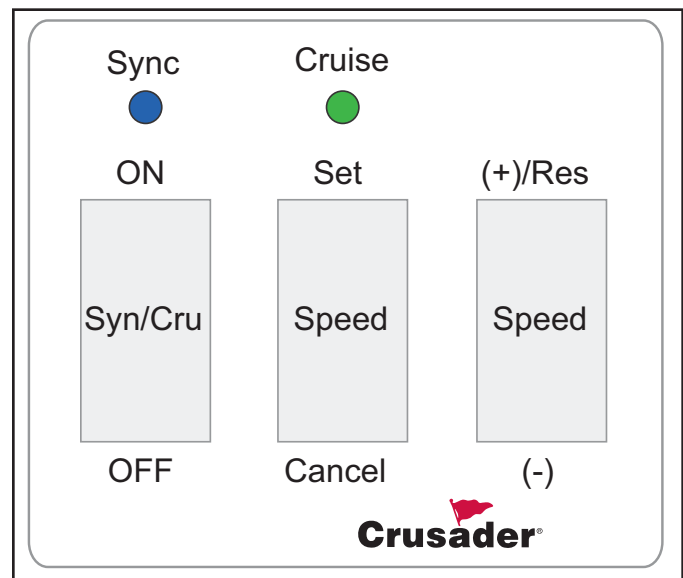 Sync Cruise
ON Set (+)/Res
Syn/Cru Speed Speed
OFF Cancel (-)
Crusader®